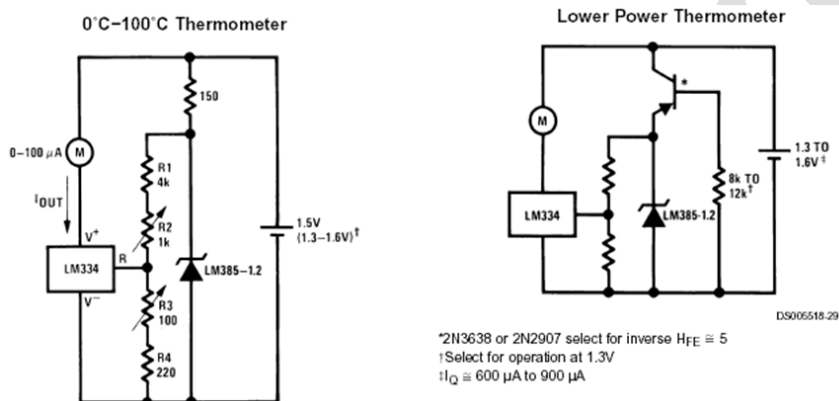 0°C–100°C Thermometer
150
0–100 μA
M
R1
4k
IOUT
R2
1k
V+
1.5V
(1.3–1.6V)†
LM334
R
LM385–1.2
V−
R3
100
R4
220
Lower Power Thermometer
*
M
1.3 TO
1.6V‡
8k TO
12k†
LM334
LM385-1.2
DS005518-29
*2N3638 or 2N2907 select for inverse HFE ≅ 5
†Select for operation at 1.3V
‡IQ ≅ 600 μA to 900 μA